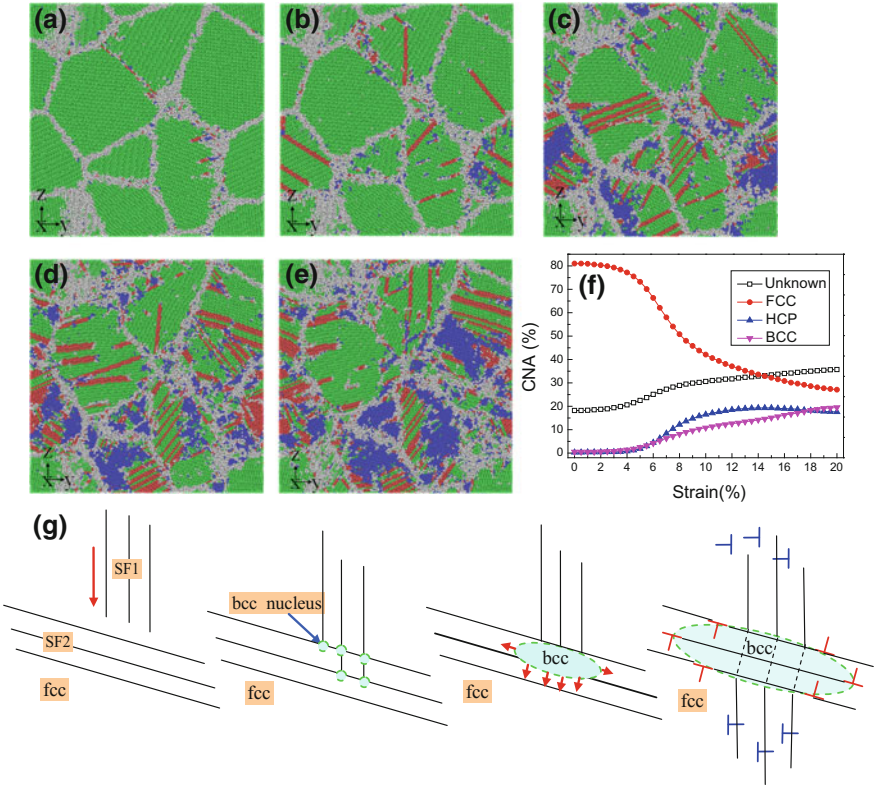 (a)
Z
X Y
(b)
Z
X Y
(c)
Z
X Y
(d)
Z
X Y
(e)
Z
X Y
(f)
CNA (%)
80
70
60
50
40
30
20
10
0
Unknown
FCC
HCP
BCC
0 2 4 6 8 10 12 14 16 18 20
Strain(%)
(g)
SF1
SF2
fcc
bcc nucleus
fcc
bcc
fcc
bcc
fcc